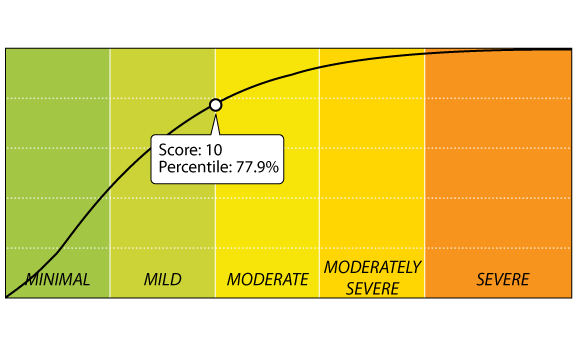 Score: 10
Percentile: 77.9%
MINIMAL
MILD
MODERATE
MODERATELY
SEVERE
SEVERE